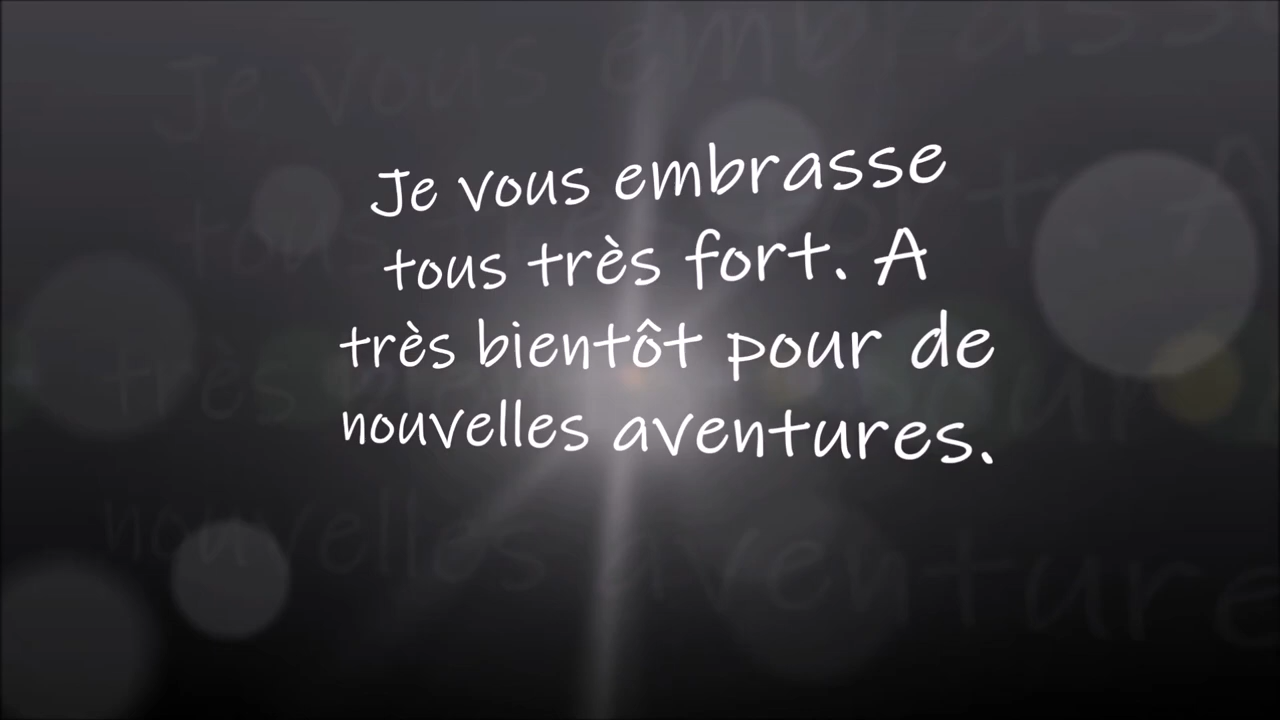 Je vous embrasse
tous très fort. A
très bientôt pour de
nouvelles aventures.